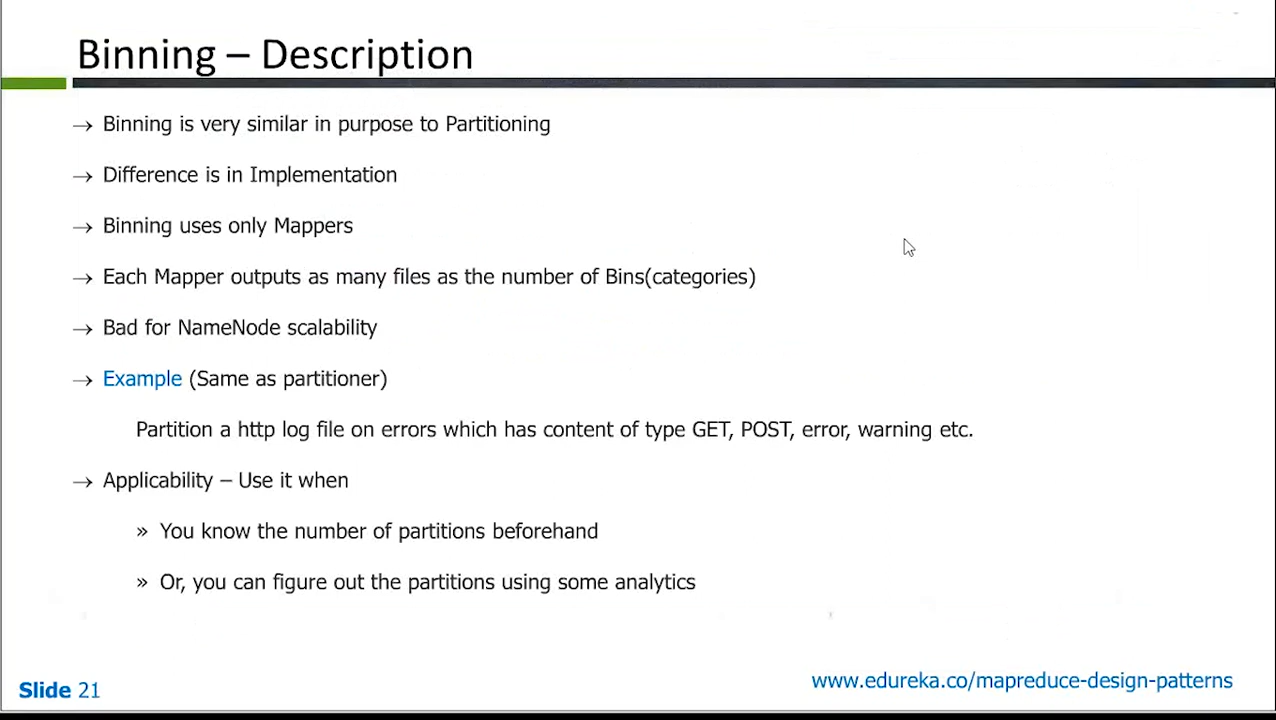 Binning – Description
→ Binning is very similar in purpose to Partitioning
→ Difference is in Implementation
→ Binning uses only Mappers
→ Each Mapper outputs as many files as the number of Bins(categories)
→ Bad for NameNode scalability
→ Example (Same as partitioner)
Partition a http log file on errors which has content of type GET, POST, error, warning etc.
→ Applicability – Use it when
» You know the number of partitions beforehand
» Or, you can figure out the partitions using some analytics
Slide 21
www.edureka.co/mapreduce-design-patterns